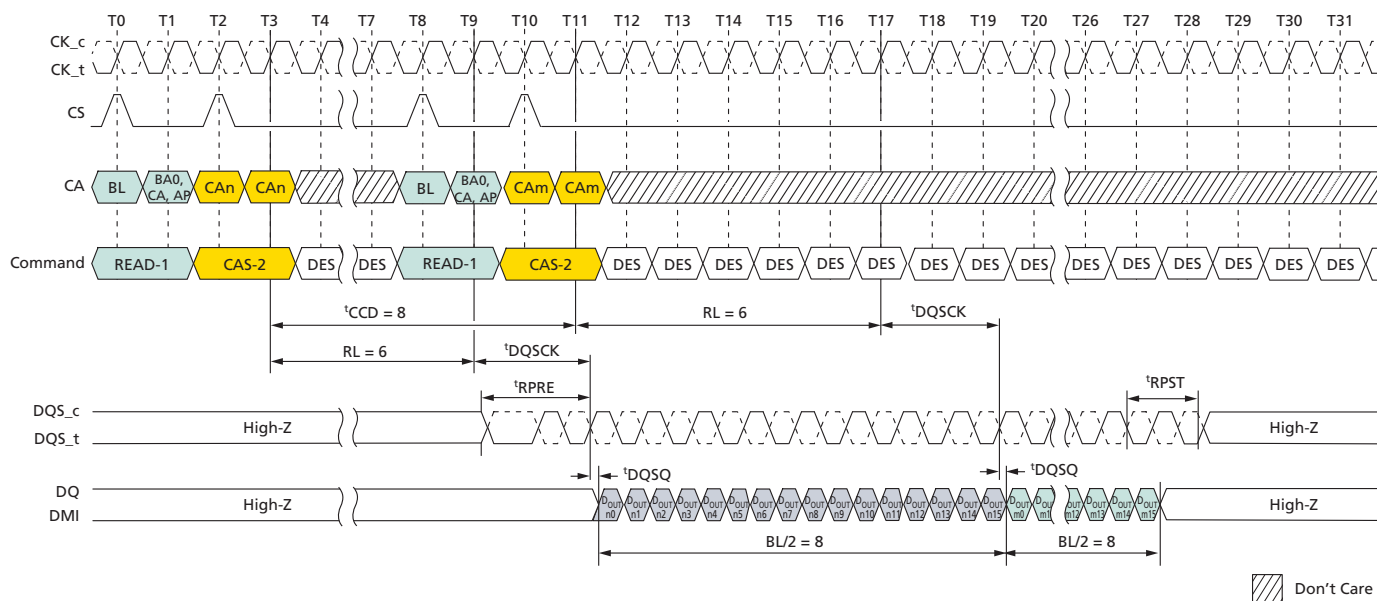 T0 T1 T2 T3 T4 T7 T8 T9 T10 T11 T12 T13 T14 T15 T16 T17 T18 T19 T20 T26 T27 T28 T29 T30 T31
CK_c
CK_t
CS
CA BL BA0, CA, AP CAn CAn BL BA0, CA, AP CAm CAm
Command READ-1 CAS-2 DES DES READ-1 CAS-2 DES DES DES DES DES DES DES DES DES DES DES DES DES DES DES
tCCD = 8 RL = 6 tDQSCK
RL = 6 tDQSCK
tRPRE tRPST
DQS_c
DQS_t High-Z High-Z
tDQSQ tDQSQ
DQ
DMI High-Z DOUT n0 DOUT n1 DOUT n2 DOUT n3 DOUT n4 DOUT n5 DOUT n6 DOUT n7 DOUT n8 DOUT n9 DOUT n10 DOUT n11 DOUT n12 DOUT n13 DOUT n14 DOUT n15 DOUT m0 DOUT m1 DOUT m12 DOUT m13 DOUT m14 DOUT m15 High-Z
BL/2 = 8 BL/2 = 8
Don't Care